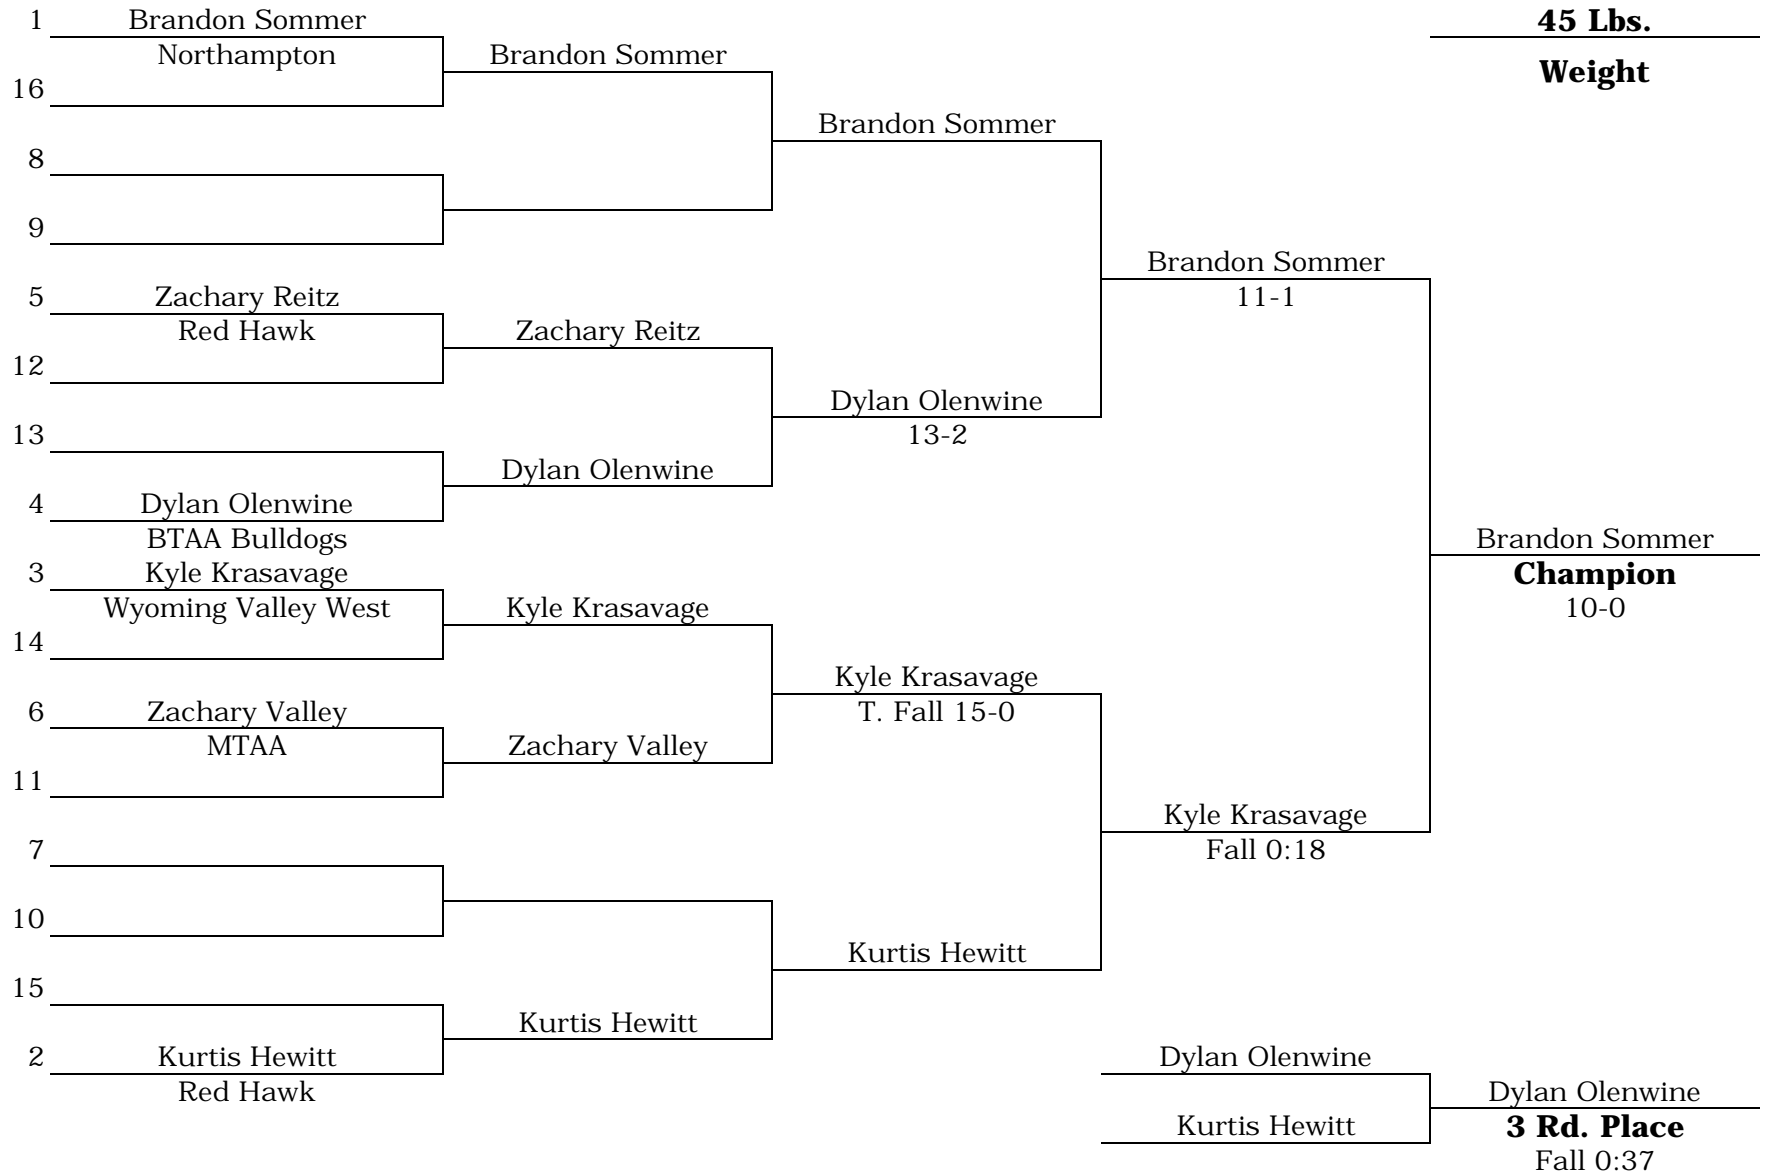 1 Brandon Sommer
Northampton
16
8
9
5 Zachary Reitz
Red Hawk
12
13
4 Dylan Olenwine
BTAA Bulldogs
3 Kyle Krasavage
Wyoming Valley West
14
6 Zachary Valley
MTAA
11
7
10
15
2 Kurtis Hewitt
Red Hawk
Brandon Sommer
Zachary Reitz
Dylan Olenwine
Kyle Krasavage
Zachary Valley
Kurtis Hewitt
Brandon Sommer
Dylan Olenwine
13-2
Kyle Krasavage
T. Fall 15-0
Kurtis Hewitt
Brandon Sommer
11-1
Kyle Krasavage
Fall 0:18
Dylan Olenwine
Kurtis Hewitt
45 Lbs.
Weight
Brandon Sommer
Champion
10-0
Dylan Olenwine
3 Rd. Place
Fall 0:37